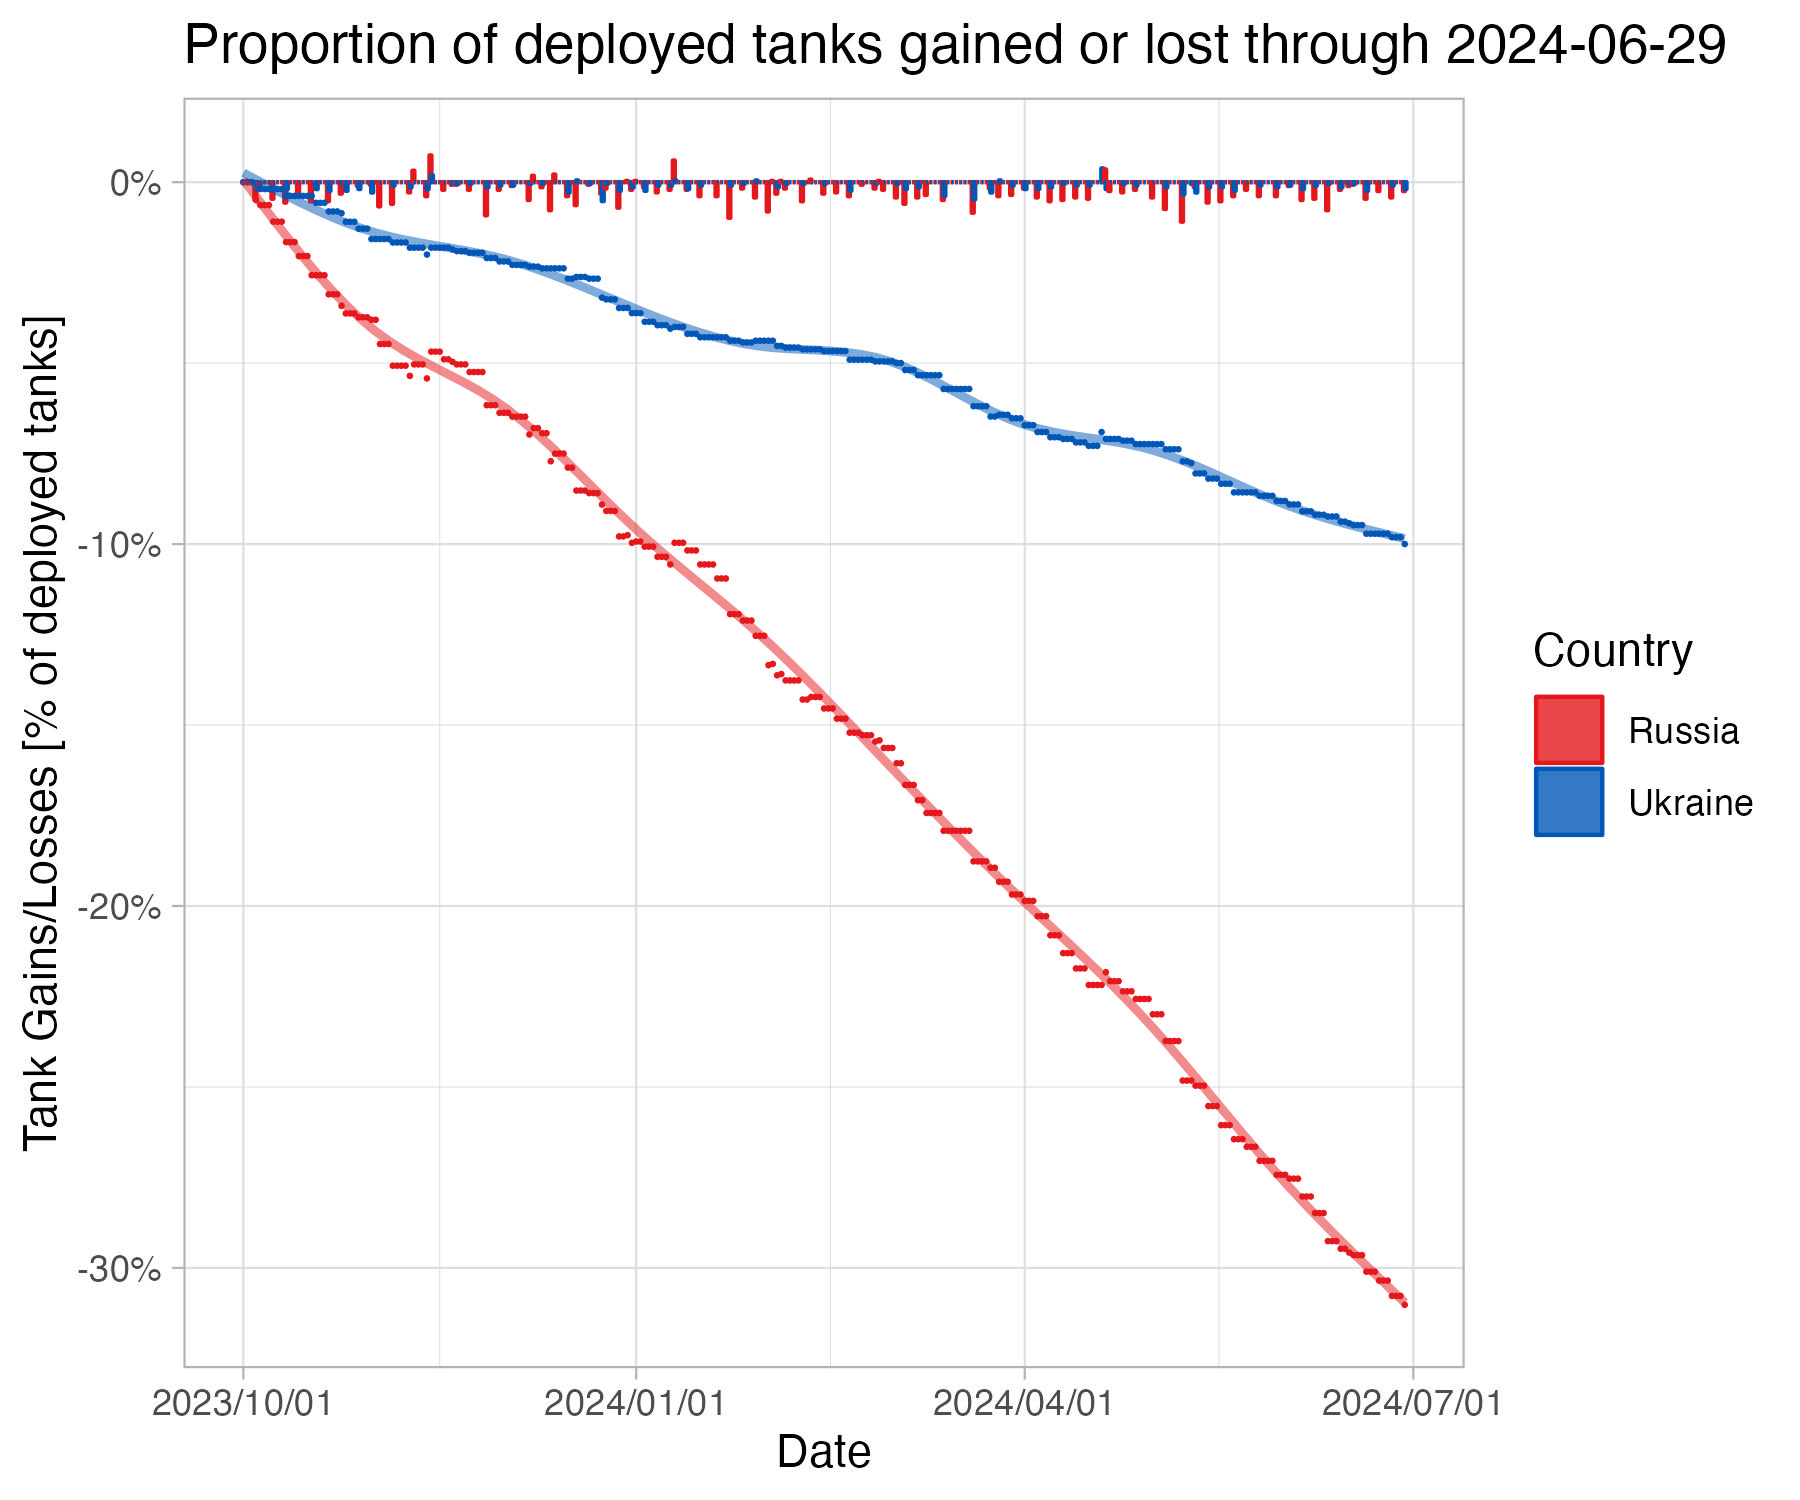 Proportion of deployed tanks gained or lost through 2024-06-29
Tank Gains/Losses [% of deployed tanks]
0%
-10%
-20%
-30%
2023/10/01
2024/01/01
2024/04/01
2024/07/01
Date
Country
Russia
Ukraine